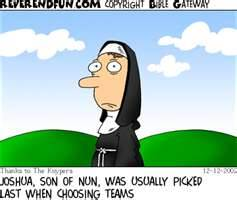 REVERENDFUN.COM COPYRIGHT BIBLE GATEWAY
Thanks to The Knypers 12-12-2002
JOSHUA, SON OF NUN, WAS USUALLY PICKED
LAST WHEN CHOOSING TEAMS